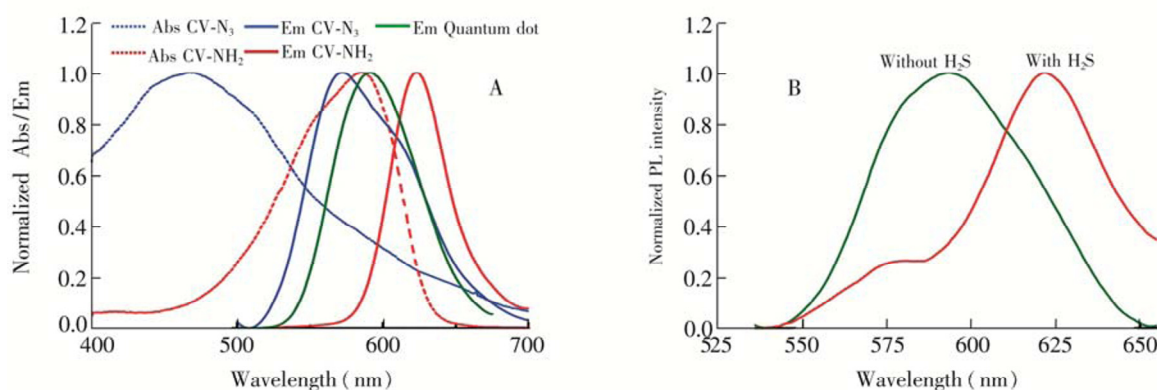 Abs CV-N₃ Em CV-N₃ Em Quantum dot
Abs CV-NH₂ Em CV-NH₂
A
Normalized Abs/Em
1.2
1.0
0.8
0.6
0.4
0.2
0.0
400 500 600 700
Wavelength ( nm )
Without H₂S With H₂S
B
Normalized PL intensity
1.2
1.0
0.8
0.6
0.4
0.2
0.0
525 550 575 600 625 650
Wavelength ( nm )